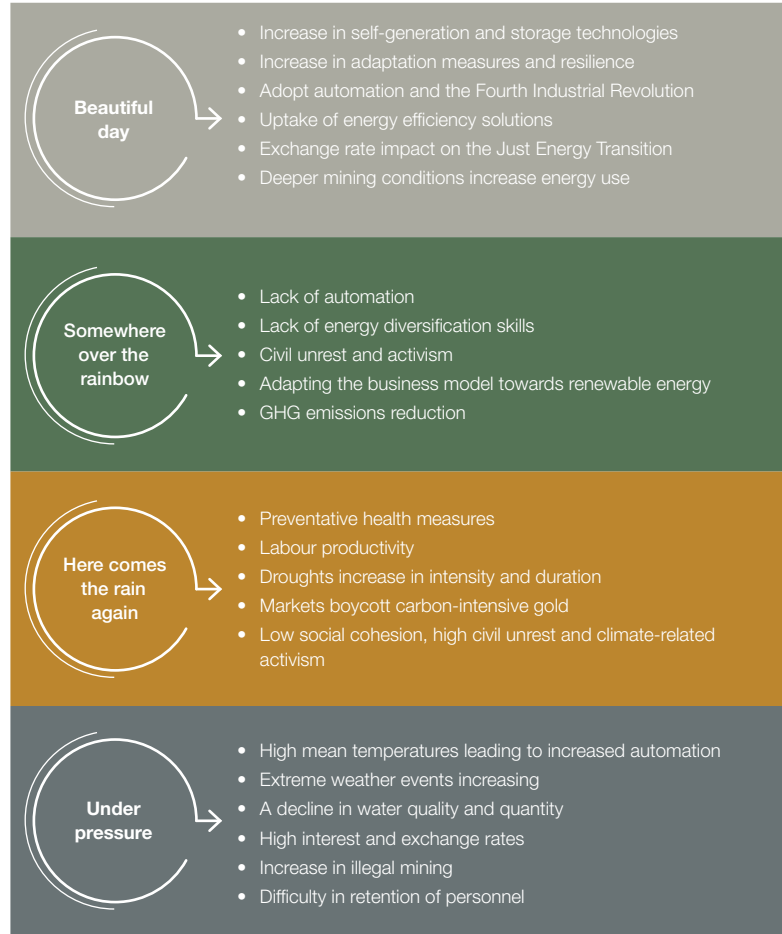 Beautiful
day
• Increase in self-generation and storage technologies
• Increase in adaptation measures and resilience
• Adopt automation and the Fourth Industrial Revolution
• Uptake of energy efficiency solutions
• Exchange rate impact on the Just Energy Transition
• Deeper mining conditions increase energy use
Somewhere
over the
rainbow
• Lack of automation
• Lack of energy diversification skills
• Civil unrest and activism
• Adapting the business model towards renewable energy
• GHG emissions reduction
Here comes
the rain
again
• Preventative health measures
• Labour productivity
• Droughts increase in intensity and duration
• Markets boycott carbon-intensive gold
• Low social cohesion, high civil unrest and climate-related
activism
Under
pressure
• High mean temperatures leading to increased automation
• Extreme weather events increasing
• A decline in water quality and quantity
• High interest and exchange rates
• Increase in illegal mining
• Difficulty in retention of personnel